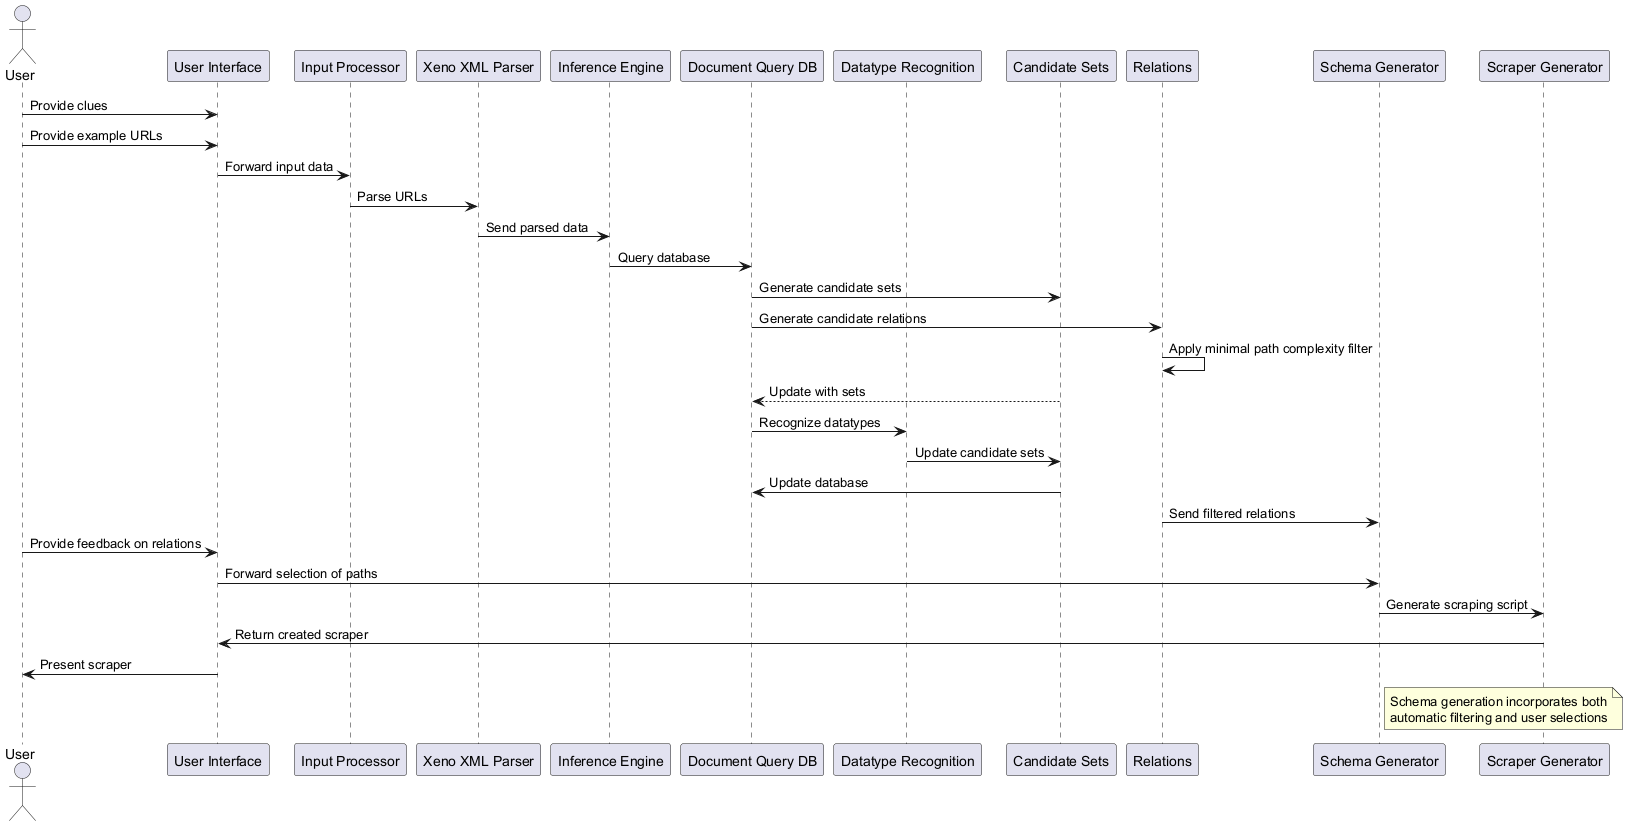 User
User Interface
Input Processor
Xeno XML Parser
Inference Engine
Document Query DB
Datatype Recognition
Candidate Sets
Relations
Schema Generator
Scraper Generator
Provide clues
Provide example URLs
Forward input data
Parse URLs
Send parsed data
Query database
Generate candidate sets
Generate candidate relations
Apply minimal path complexity filter
Update with sets
Recognize datatypes
Update candidate sets
Update database
Send filtered relations
Provide feedback on relations
Forward selection of paths
Generate scraping script
Return created scraper
Present scraper
Schema generation incorporates both
automatic filtering and user selections
User
User Interface
Input Processor
Xeno XML Parser
Inference Engine
Document Query DB
Datatype Recognition
Candidate Sets
Relations
Schema Generator
Scraper Generator